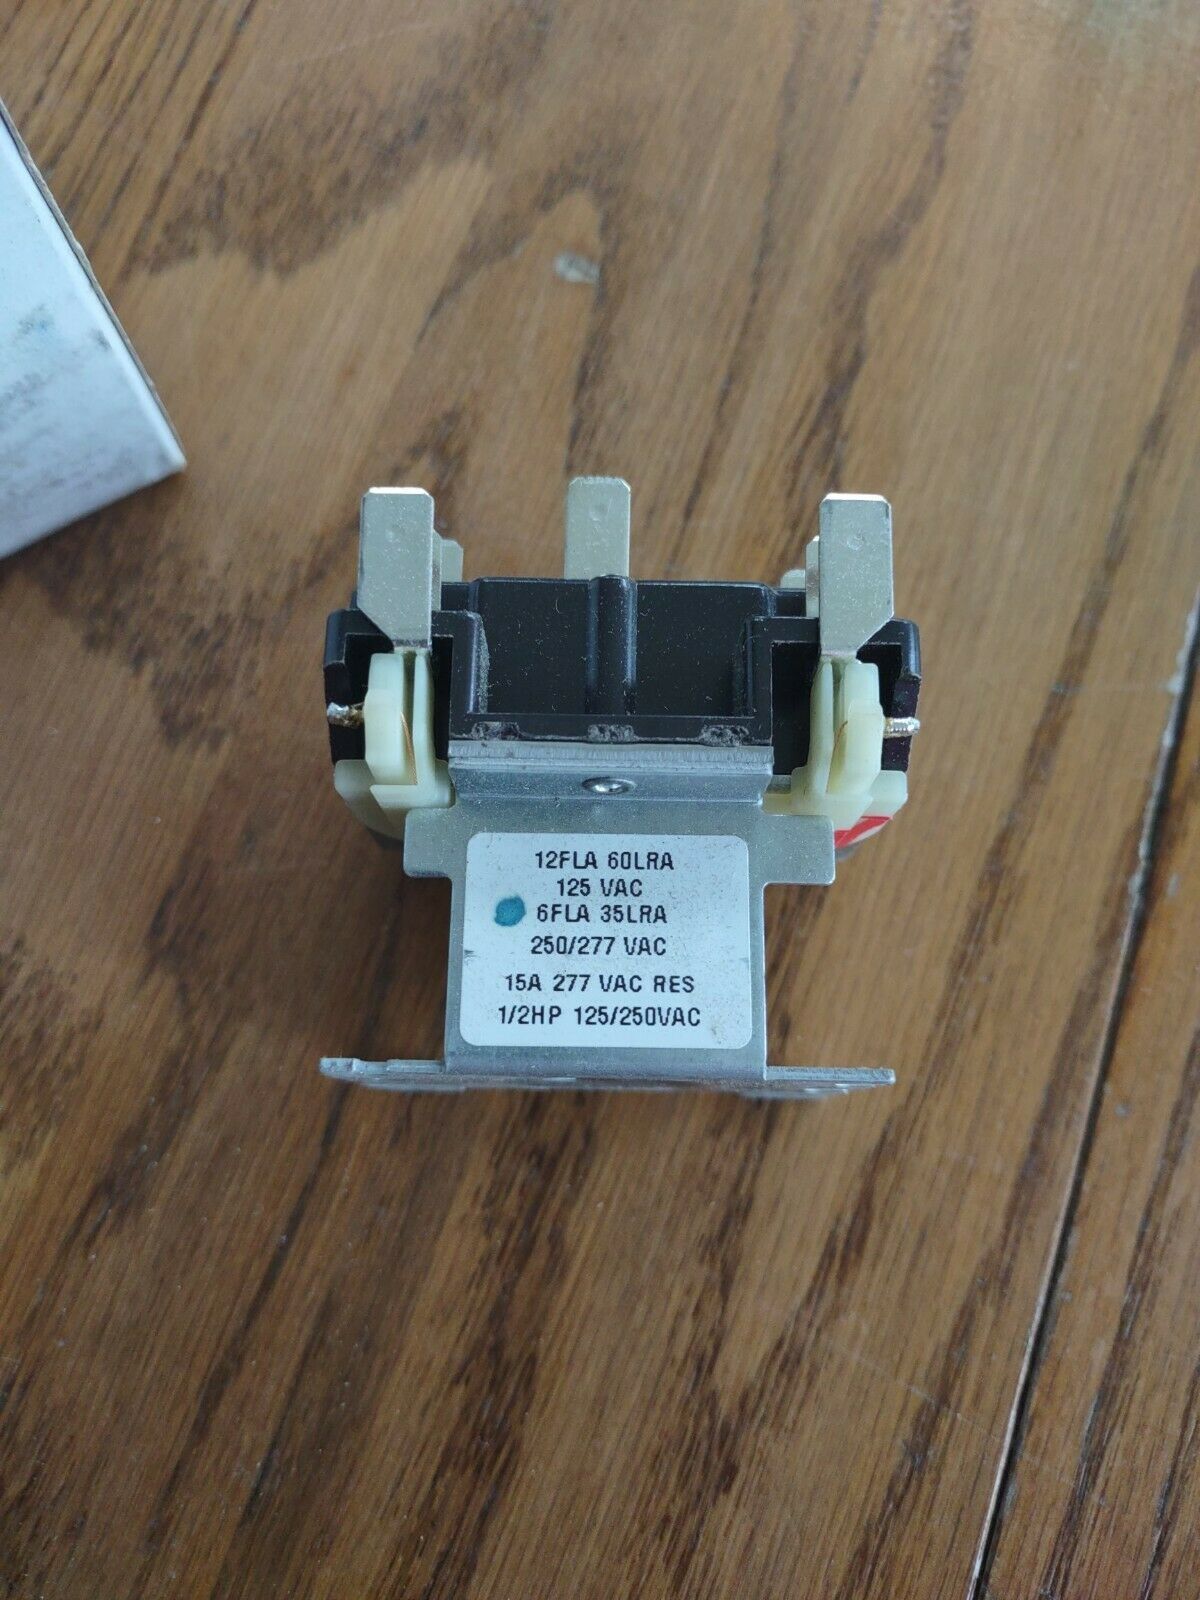 12FLA 60LRA
125 VAC
6FLA 35LRA
250/277 VAC
15A 277 VAC RES
1/2HP 125/250VAC